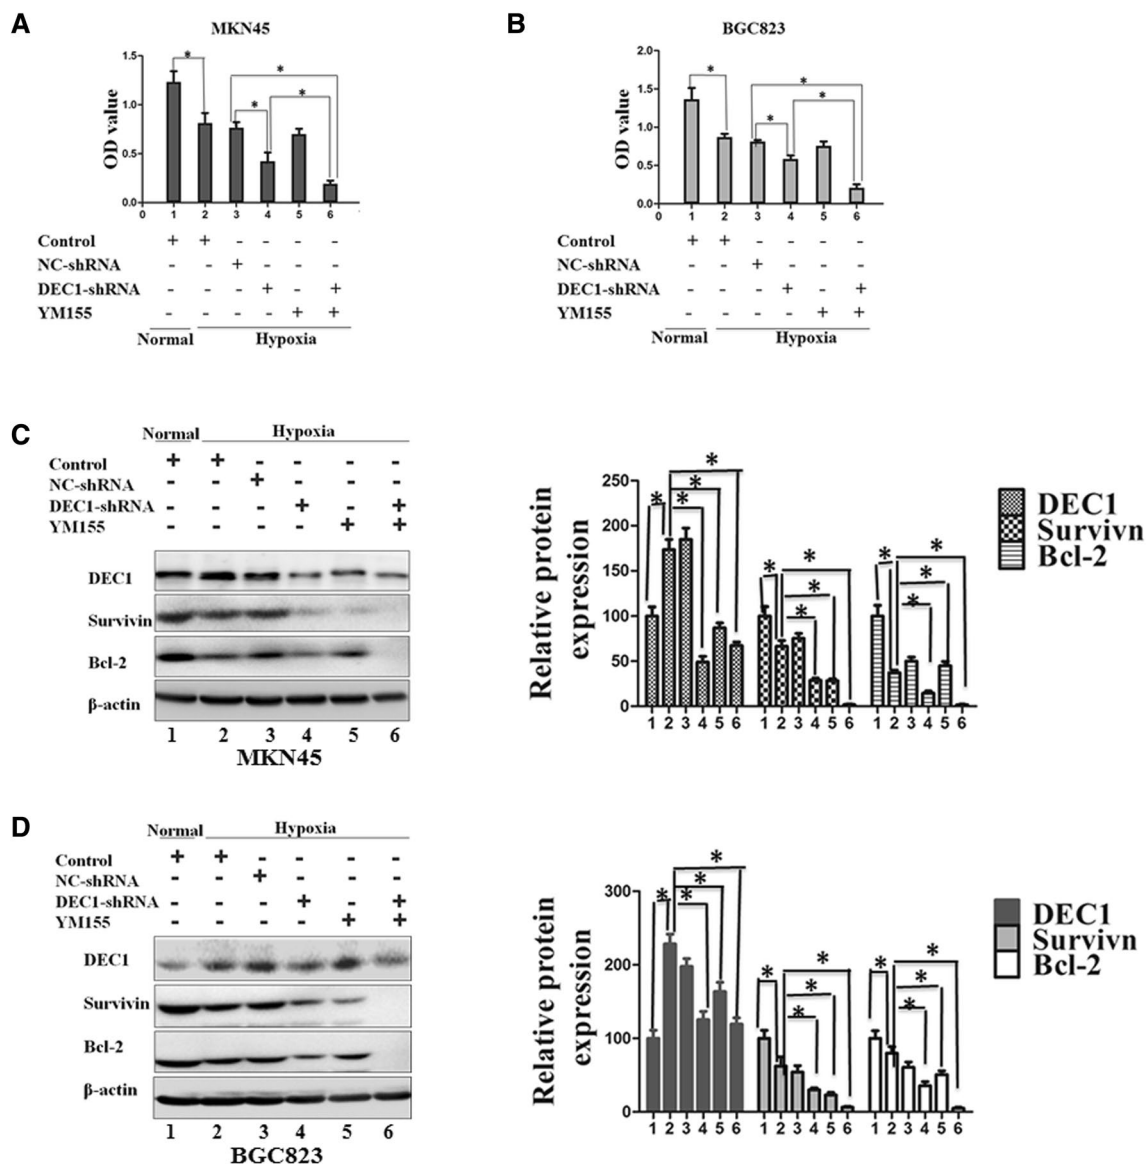 A
MKN45
OD value
1.5
1.0
0.5
0.0
0 1 2 3 4 5 6
* * * *
Control + + - - - -
NC-shRNA - - + - - -
DEC1-shRNA - - - + - +
YM155 - - - - + +
Normal Hypoxia
B
BGC823
OD value
2.0
1.5
1.0
0.5
0.0
0 1 2 3 4 5 6
* * * *
Control + + - - - -
NC-shRNA - - + - - -
DEC1-shRNA - - - + - +
YM155 - - - - + +
Normal Hypoxia
C
Normal Hypoxia
Control + + - - - -
NC-shRNA - - + - - -
DEC1-shRNA - - - + - +
YM155 - - - - + +
DEC1
Survivin
Bcl-2
β-actin
1 2 3 4 5 6
MKN45
Relative protein
expression
250
200
150
100
50
0
* * * * * * * * * * * *
1 2 3 4 5 6 1 2 3 4 5 6 1 2 3 4 5 6
DEC1
Survivn
Bcl-2
D
Normal Hypoxia
Control + + - - - -
NC-shRNA - - + - - -
DEC1-shRNA - - - + - +
YM155 - - - - + +
DEC1
Survivin
Bcl-2
β-actin
1 2 3 4 5 6
BGC823
Relative protein
expression
300
200
100
0
* * * * * * * * * * * *
1 2 3 4 5 6 1 2 3 4 5 6 1 2 3 4 5 6
DEC1
Survivn
Bcl-2